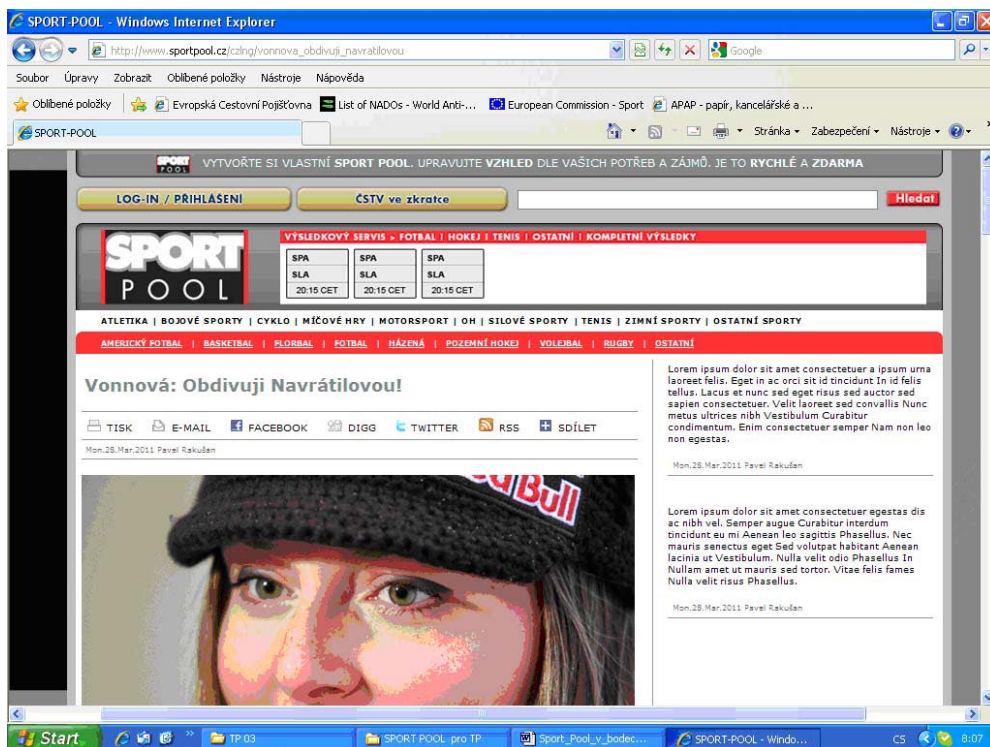 SPORT-POOL - Windows Internet Explorer
http://www.sportpool.cz/czlng/vonnova_obdivuji_navratilovou
Google
Soubor Úpravy Zobrazit Oblíbené položky Nástroje Nápověda
Oblíbené položky Evropská Cestovní Pojišťovna List of NADOs - World Anti-... European Commission - Sport APAP - papír, kancelářské a ...
SPORT-POOL
Stránka Zabezpečení Nástroje
SPORT POOL VYTVOŘTE SI VLASTNÍ SPORT POOL. UPRAVUJTE VZHLED DLE VAŠICH POTŘEB A ZÁJMŮ. JE TO RYCHLÉ A ZDARMA
LOG-IN / PŘIHLÁŠENÍ ČSTV ve zkratce Hledat
SPORT
POOL
VÝSLEDKOVÝ SERVIS > FOTBAL I HOKEJ I TENIS I OSTATNÍ I KOMPLETNÍ VÝSLEDKY
SPA SPA SPA
SLA SLA SLA
20:15 CET 20:15 CET 20:15 CET
ATLETIKA | BOJOVÉ SPORTY | CYKLO | MÍČOVÉ HRY | MOTORSPORT | OH | SILOVÉ SPORTY | TENIS | ZIMNÍ SPORTY | OSTATNÍ SPORTY
AMERICKÝ FOTBAL | BASKETBAL | FLORBAL | FOTBAL | HÁZENÁ | POZEMNÍ HOKEJ | VOLEJBAL | RUGBY | OSTATNÍ
Vonnová: Obdivuji Navrátilovou!
TISK E-MAIL FACEBOOK DIGG TWITTER RSS SDÍLET
Mon.28.Mar.2011 Pavel Rakušan
Red Bull
Lorem ipsum dolor sit amet consectetuer a ipsum urna
laoreet felis. Eget in ac orci sit id tincidunt In id felis
tellus. Lacus et nunc sed eget risus sed auctor sed
sapien consectetuer. Velit laoreet sed convallis Nunc
metus ultrices nibh Vestibulum Curabitur
condimentum. Enim consectetuer semper Nam non leo
non egestas.
Mon.28.Mar.2011 Pavel Rakušan
Lorem ipsum dolor sit amet consectetuer egestas dis
ac nibh vel. Semper augue Curabitur interdum
tincidunt eu mi Aenean leo sagittis Phasellus. Nec
mauris senectus eget Sed volutpat habitant Aenean
lacinia ut Vestibulum. Nulla velit odio Phasellus In
Nullam amet ut mauris sed tortor. Vitae felis fames
Nulla velit risus Phasellus.
Mon.28.Mar.2011 Pavel Rakušan
Start TP 03 SPORT POOL pro TP Sport_Pool_v_bodec... SPORT-POOL - Windo... CS 8:07